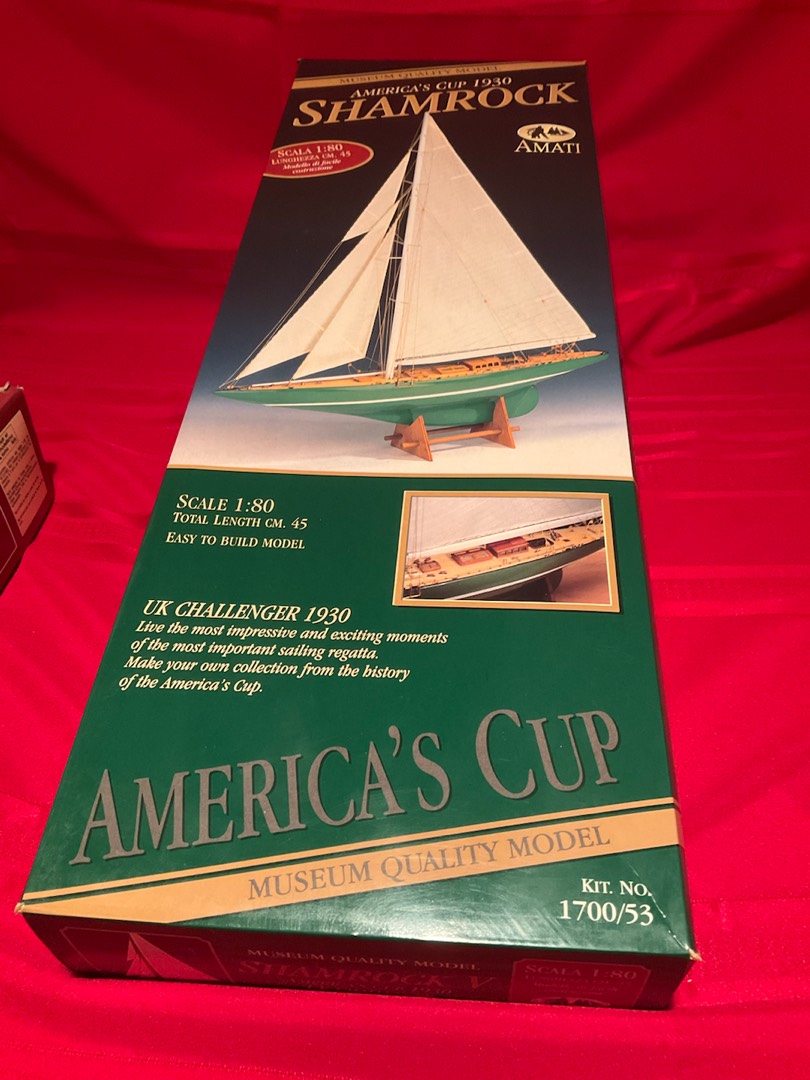 MUSEUM QUALITY MODEL
AMERICA'S CUP 1930
SHAMROCK
AMATI
SCALA 1:80
LUNGHEZZA CM. 45
Modello di facile
costruzione
SCALE 1:80
TOTAL LENGTH CM. 45
EASY TO BUILD MODEL
UK CHALLENGER 1930
Live the most impressive and exciting moments
of the most important sailing regatta.
Make your own collection from the history
of the America's Cup.
AMERICA'S CUP
MUSEUM QUALITY MODEL
KIT. NO.
1700/53
MUSEUM QUALITY MODEL
SHAMROCK V
SCALA 1:80